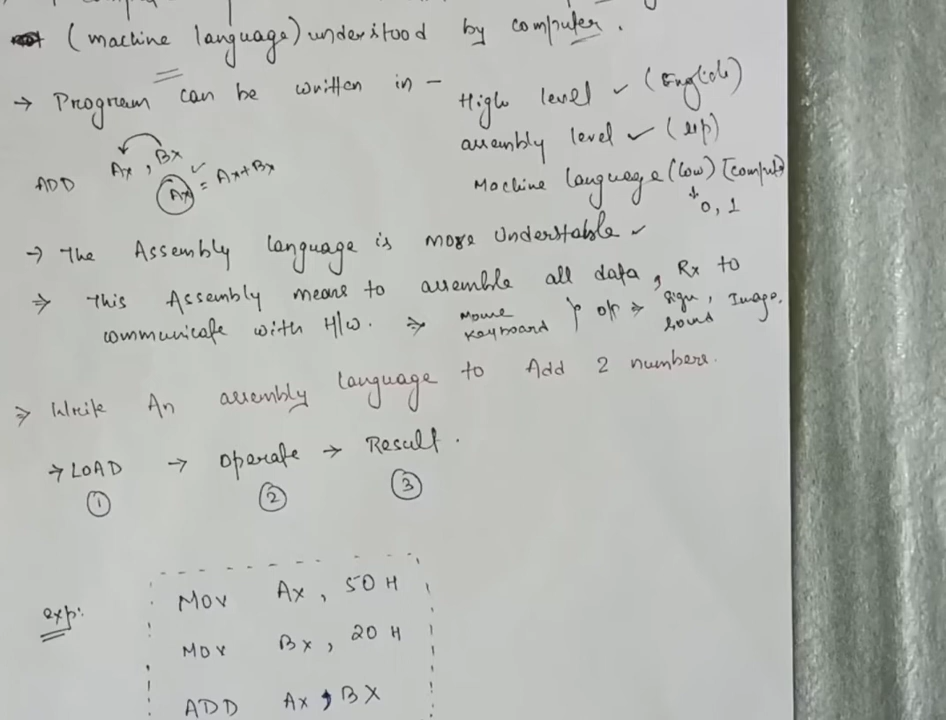 (machine language) understood by computer.
→ Program can be written in – High level ✓ (English)
assembly level ✓ (up)
Machine language (low) [comput
↓ 0, 1
ADD Ax, Bx
Ax = Ax+Bx
→ The Assembly language is more Understable ✓
⇒ This Assembly means to assemble all data, Rx to
communicate with H/w. ⇒ Mouse Keyboard } o/p ⇒ sign, Image, sound
⇒ Write An assembly language to Add 2 numbers.
→ LOAD → Operate → Result.
① ② ③
exp:
MOV Ax, 50 H
MOV Bx, 20 H
ADD Ax, BX